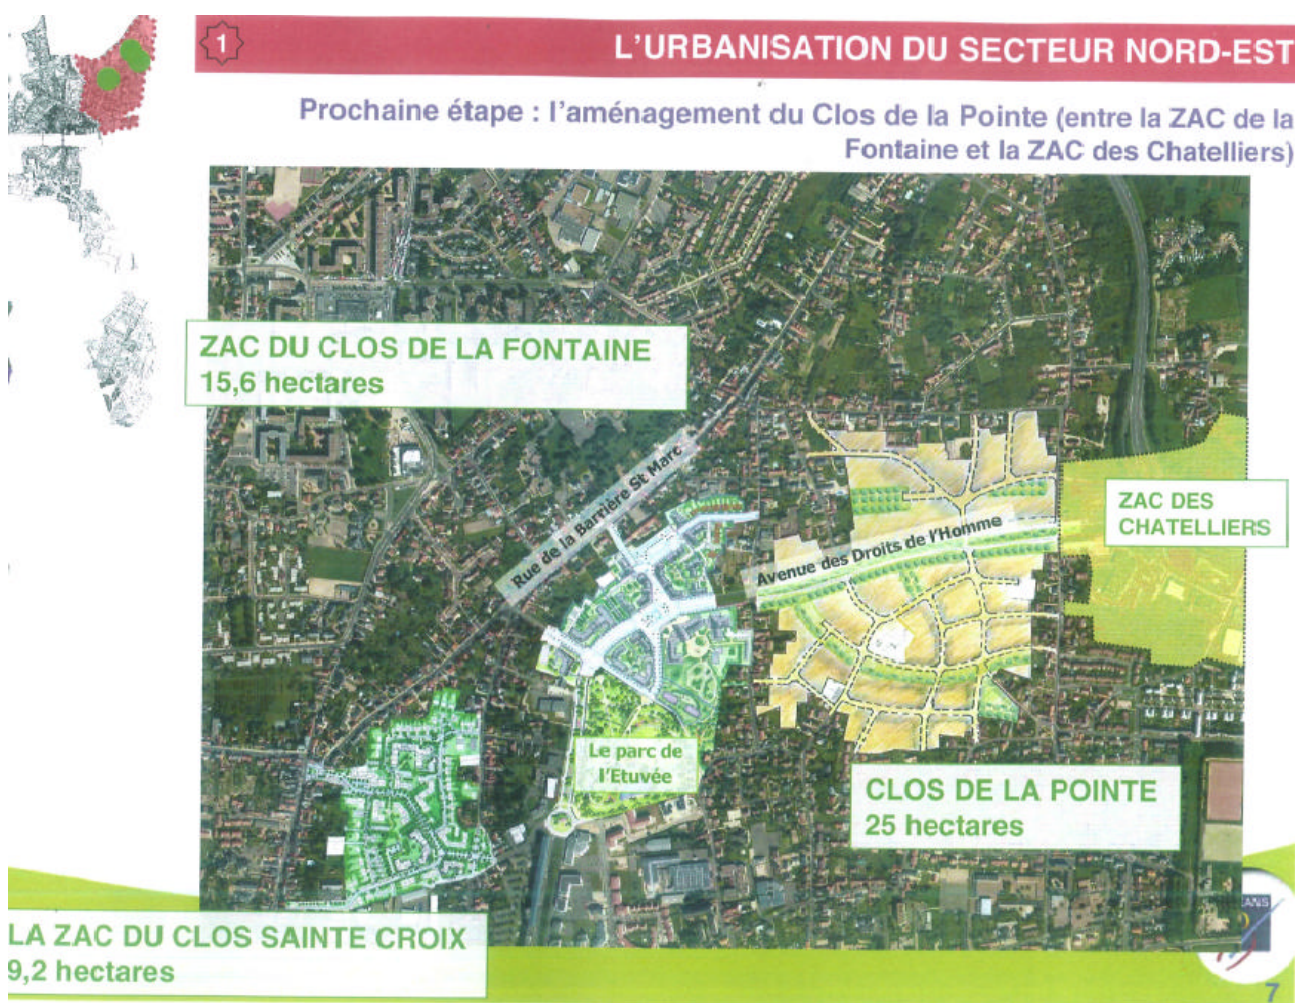 1
L'URBANISATION DU SECTEUR NORD-EST
Prochaine étape : l'aménagement du Clos de la Pointe (entre la ZAC de la
Fontaine et la ZAC des Chatelliers)
ZAC DU CLOS DE LA FONTAINE
15,6 hectares
Rue de la Barrière St Marc
Avenue des Droits de l'Homme
ZAC DES
CHATELLIERS
Le parc de
l'Etuvée
CLOS DE LA POINTE
25 hectares
LA ZAC DU CLOS SAINTE CROIX
9,2 hectares
7